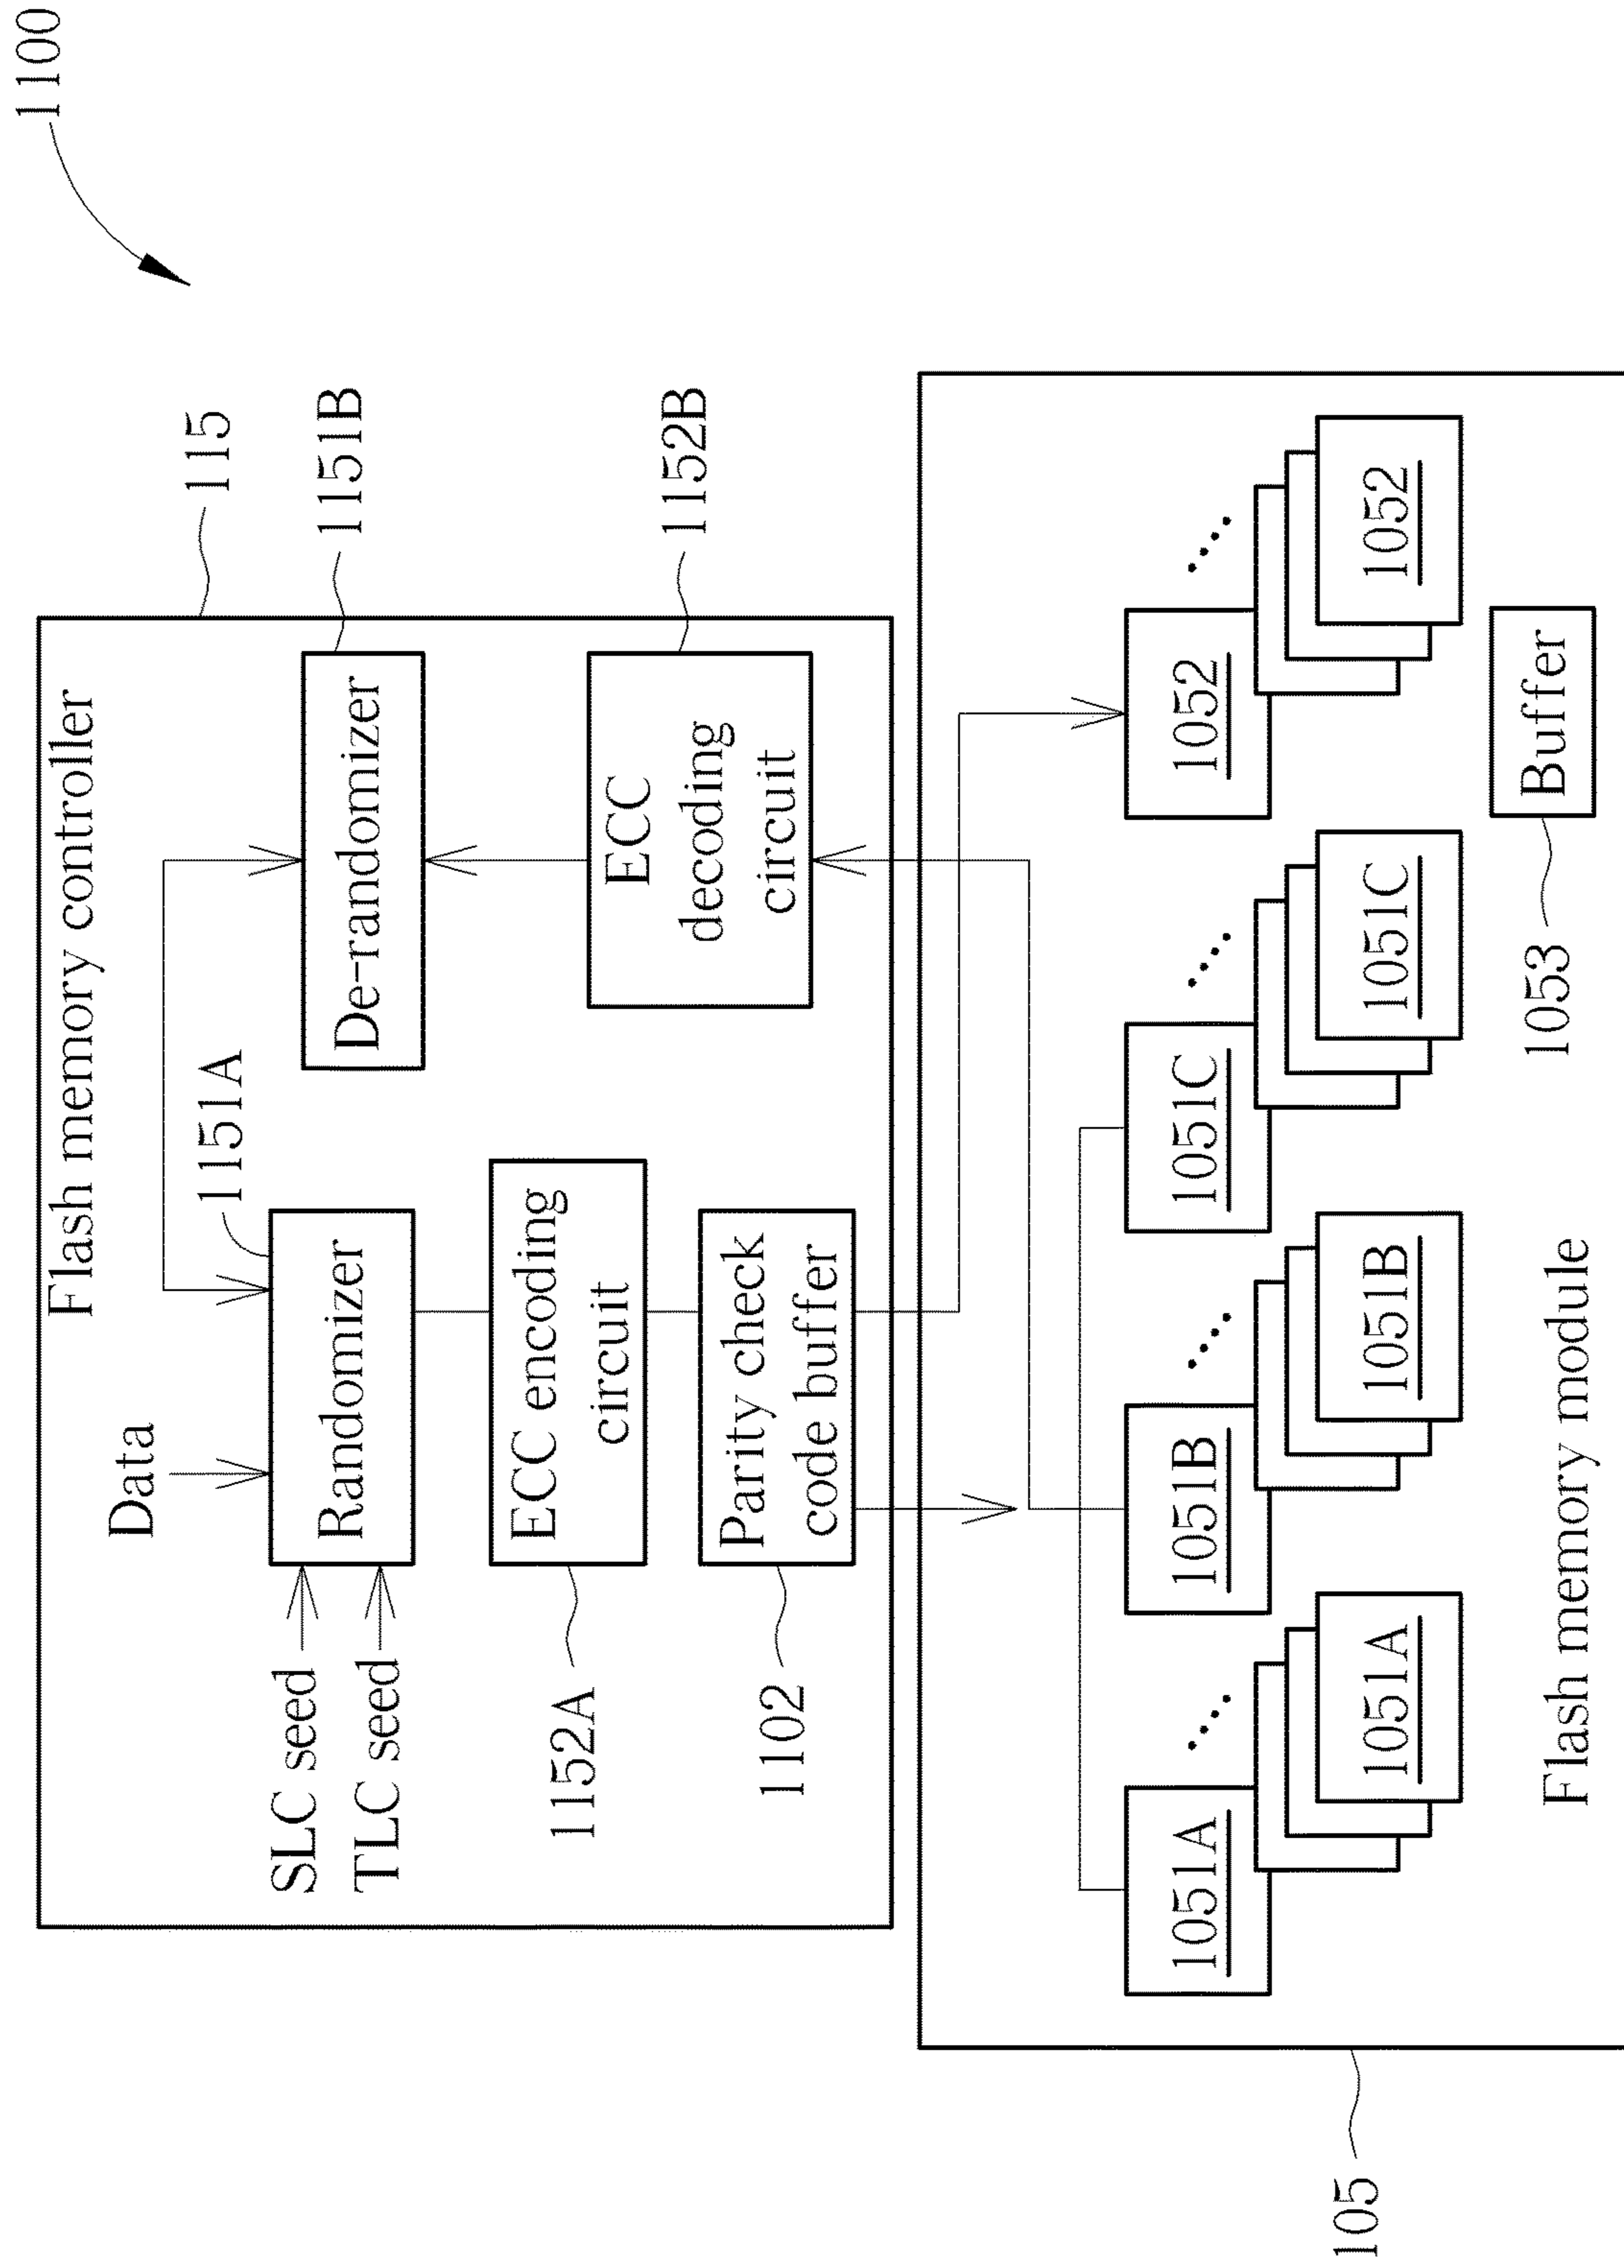 1100
115
Flash memory controller
Data
1151A
1151B
SLC seed
TLC seed
Randomizer
De-randomizer
1152A
ECC encoding
circuit
ECC
decoding
circuit
1152B
1102
Parity check
code buffer
1051A
1051B
1051C
1052
1051A
1051B
1051C
1052
105
Flash memory module
1053
Buffer